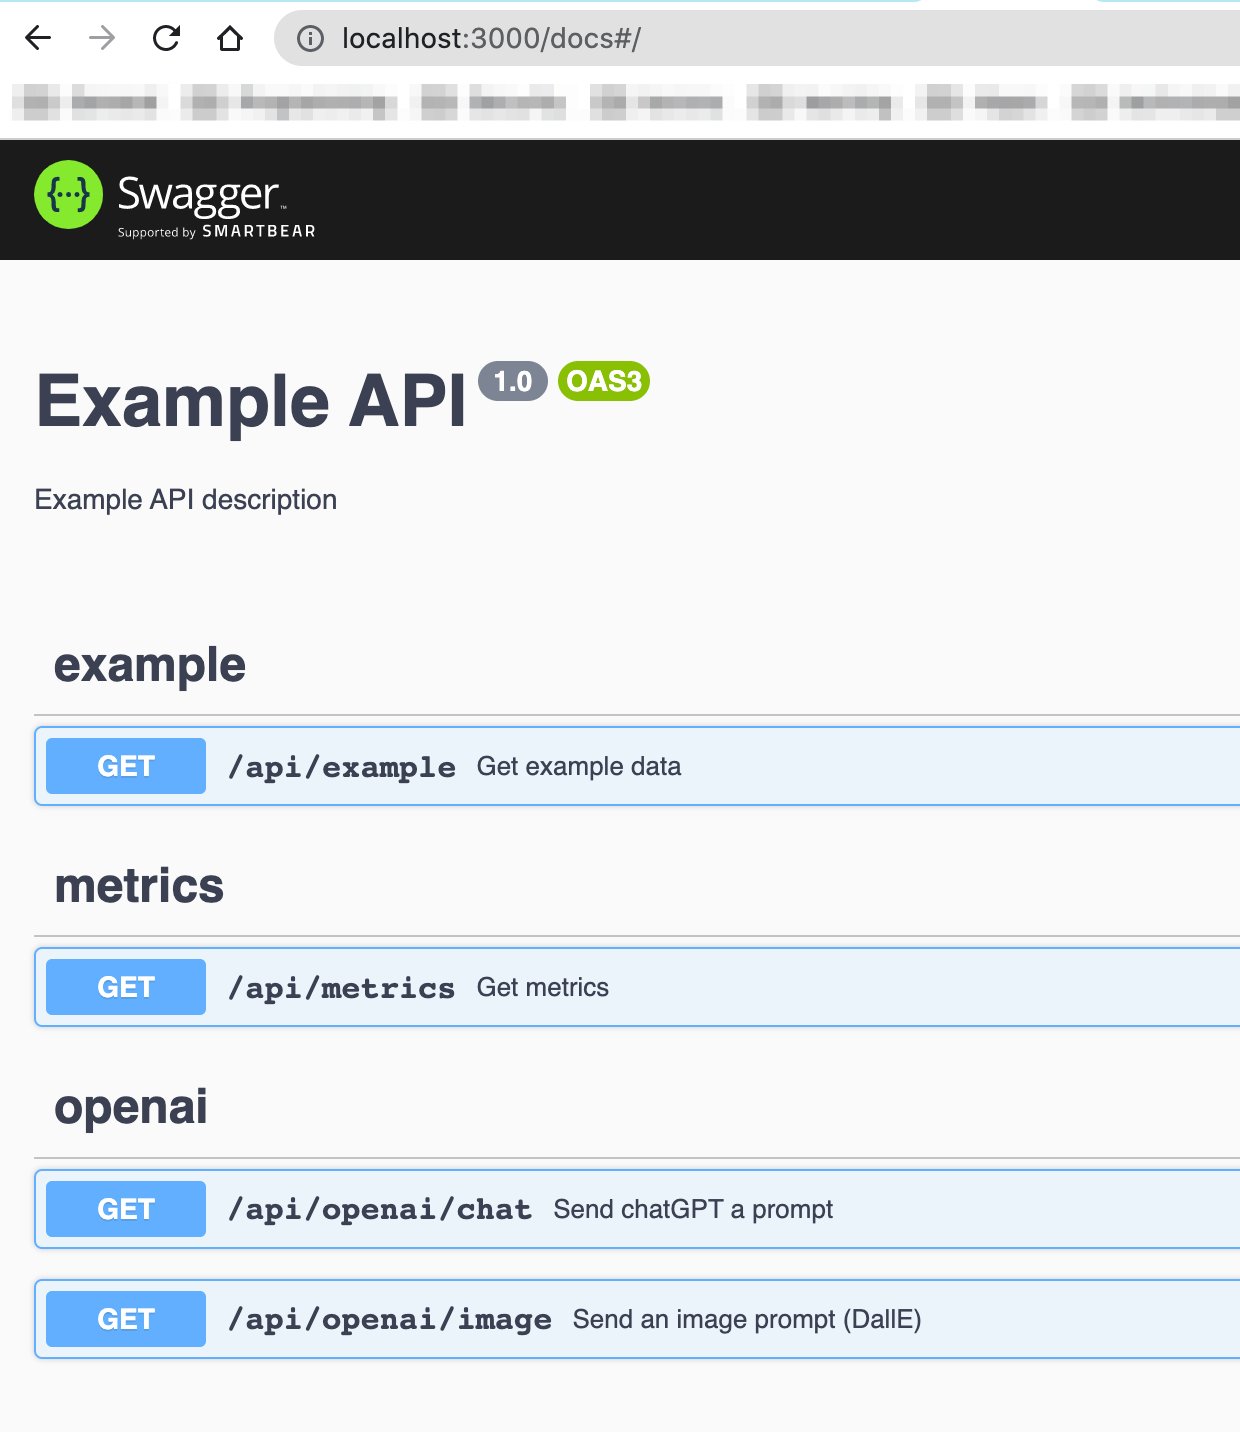 localhost:3000/docs#/
{...} Swagger™
Supported by SMARTBEAR
Example API 1.0 OAS3
Example API description
example
GET /api/example Get example data
metrics
GET /api/metrics Get metrics
openai
GET /api/openai/chat Send chatGPT a prompt
GET /api/openai/image Send an image prompt (DallE)